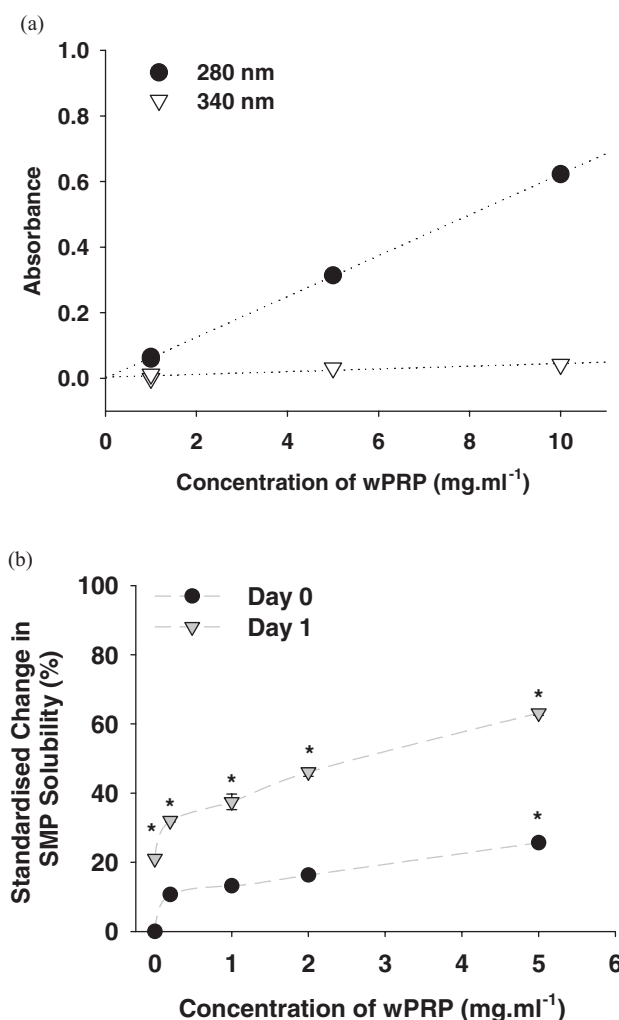 (a)
280 nm
340 nm
1.0
0.8
0.6
0.4
0.2
0.0
Absorbance
0 2 4 6 8 10
Concentration of wPRP (mg.ml⁻¹)
(b)
Day 0
Day 1
100
80
60
40
20
0
Standardised Change in
SMP Solubility (%)
* * * * *
*
0 1 2 3 4 5 6
Concentration of wPRP (mg.ml⁻¹)